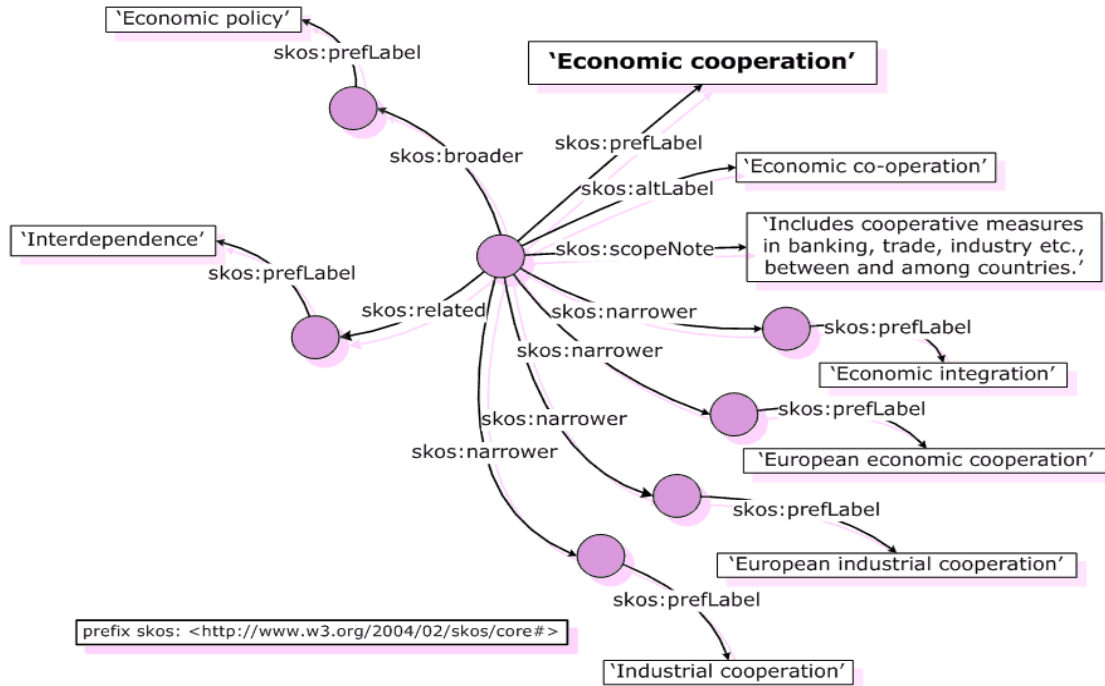 ‘Economic policy’
skos:prefLabel
‘Economic cooperation’
skos:prefLabel
skos:broader
‘Economic co-operation’
skos:altLabel
‘Interdependence’
skos:prefLabel
skos:scopeNote
‘Includes cooperative measures
in banking, trade, industry etc.,
between and among countries.’
skos:related
skos:narrower
skos:prefLabel
‘Economic integration’
skos:narrower
skos:prefLabel
‘European economic cooperation’
skos:narrower
skos:prefLabel
‘European industrial cooperation’
skos:narrower
skos:prefLabel
‘Industrial cooperation’
prefix skos: <http://www.w3.org/2004/02/skos/core#>